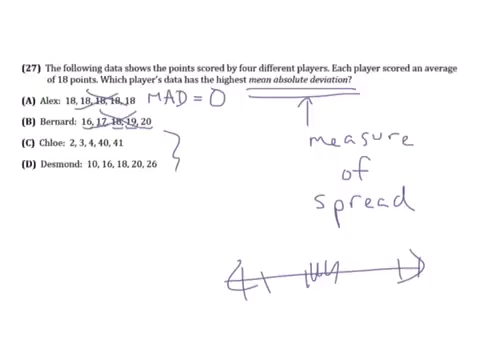 (27) The following data shows the points scored by four different players. Each player scored an average
of 18 points. Which player's data has the highest mean absolute deviation?
(A) Alex: 18, 18, 18, 18, 18 MAD = 0
(B) Bernard: 16, 17, 18, 19, 20
(C) Chloe: 2, 3, 4, 40, 41
(D) Desmond: 10, 16, 18, 20, 26
measure
of
spread